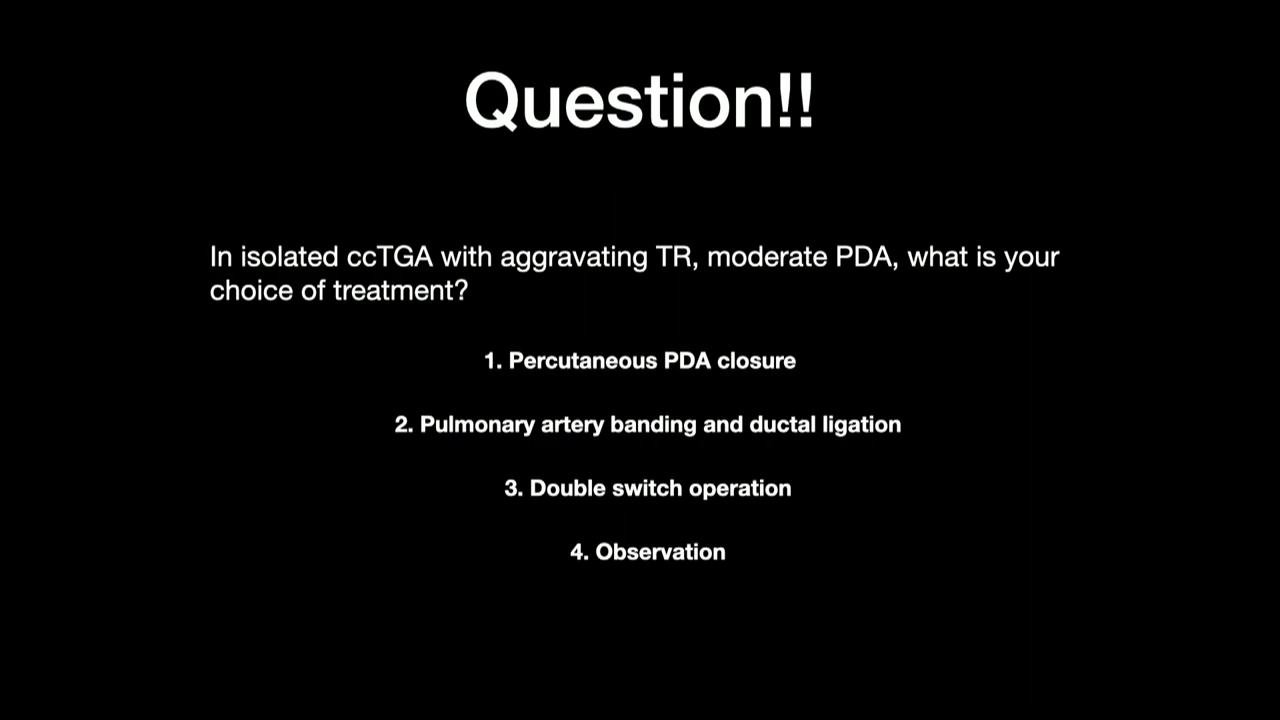 Question!!
In isolated ccTGA with aggravating TR, moderate PDA, what is your
choice of treatment?
1. Percutaneous PDA closure
2. Pulmonary artery banding and ductal ligation
3. Double switch operation
4. Observation